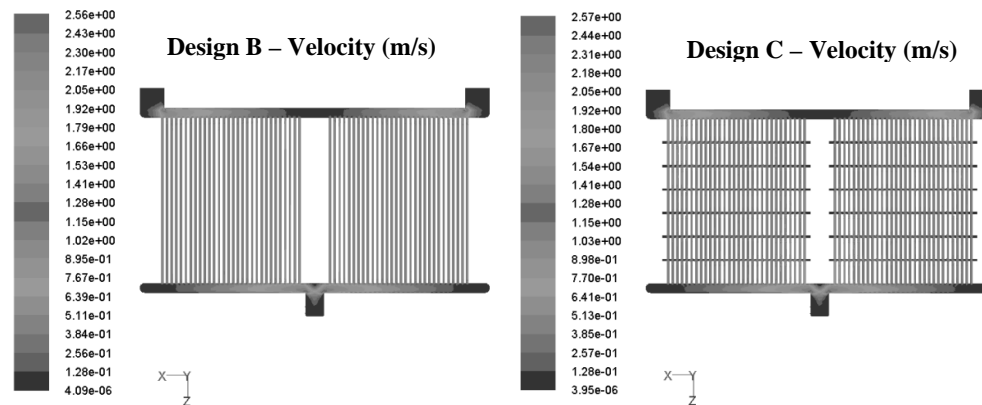 Design B – Velocity (m/s)
2.56e+00
2.43e+00
2.30e+00
2.17e+00
2.05e+00
1.92e+00
1.79e+00
1.66e+00
1.53e+00
1.41e+00
1.28e+00
1.15e+00
1.02e+00
8.95e-01
7.67e-01
6.39e-01
5.11e-01
3.84e-01
2.56e-01
1.28e-01
4.09e-06
X Y
Z
Design C – Velocity (m/s)
2.57e+00
2.44e+00
2.31e+00
2.18e+00
2.05e+00
1.92e+00
1.80e+00
1.67e+00
1.54e+00
1.41e+00
1.28e+00
1.15e+00
1.03e+00
8.98e-01
7.70e-01
6.41e-01
5.13e-01
3.85e-01
2.57e-01
1.28e-01
3.95e-06
X Y
Z